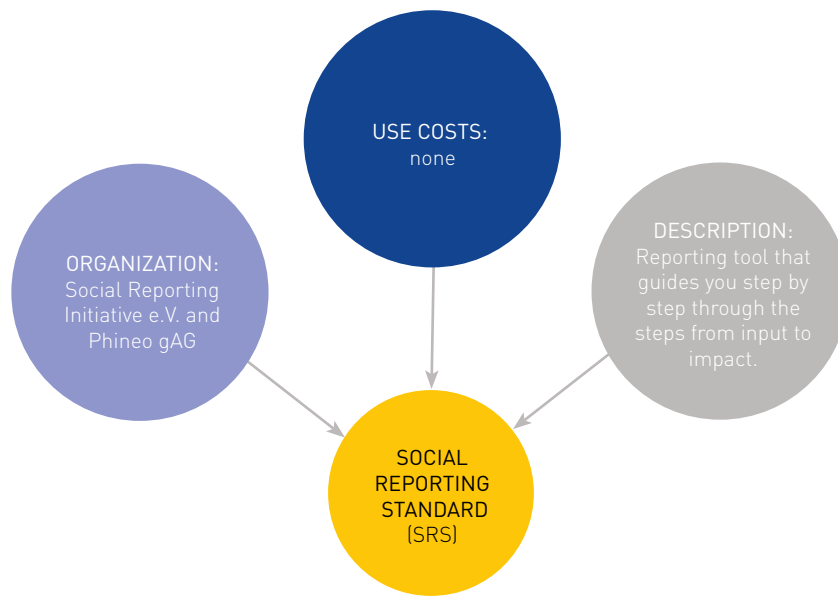 USE COSTS:
none
ORGANIZATION:
Social Reporting
Initiative e.V. and
Phineo gAG
DESCRIPTION:
Reporting tool that
guides you step by
step through the
steps from input to
impact.
SOCIAL
REPORTING
STANDARD
(SRS)